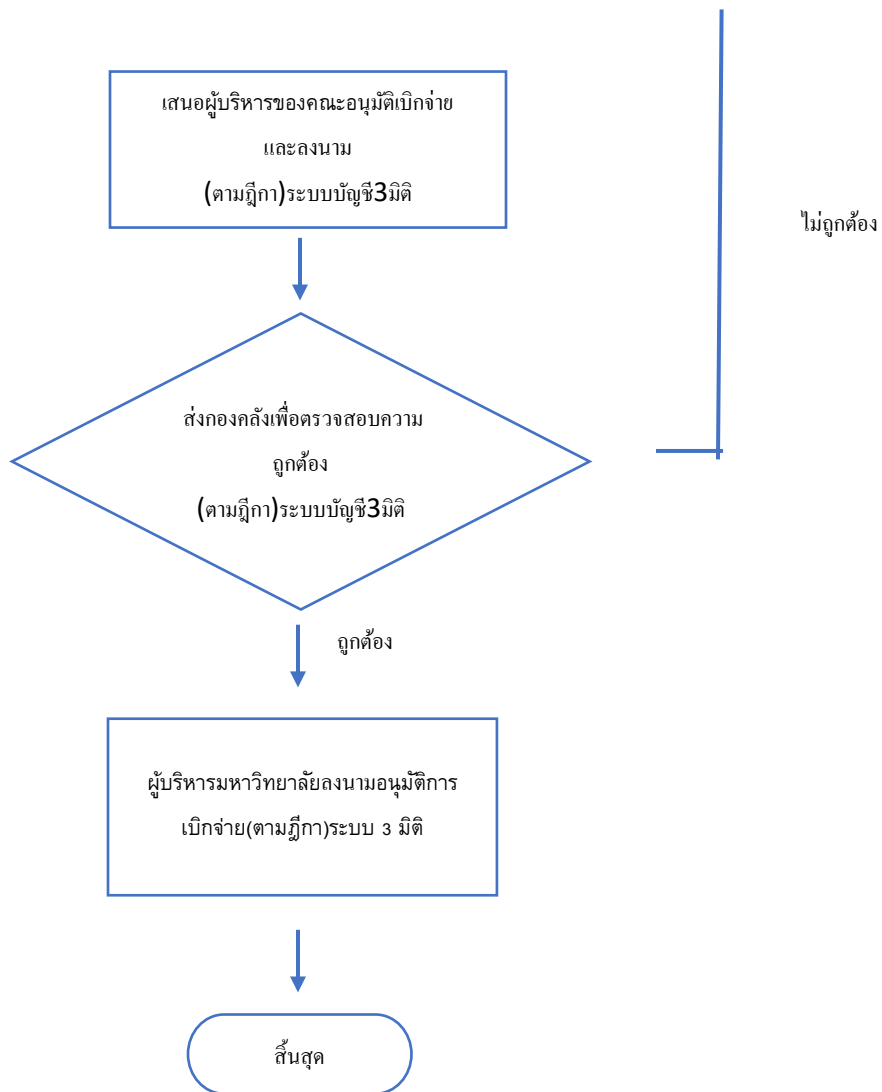 เสนอผู้บริหารของคณะอนุมัติเบิกจ่าย
และลงนาม
(ตามฎีกา)ระบบบัญชี3มิติ
ไม่ถูกต้อง
ส่งกองคลังเพื่อตรวจสอบความ
ถูกต้อง
(ตามฎีกา)ระบบบัญชี3มิติ
ถูกต้อง
ผู้บริหารมหาวิทยาลัยลงนามอนุมัติการ
เบิกจ่าย(ตามฎีกา)ระบบ 3 มิติ
สิ้นสุด